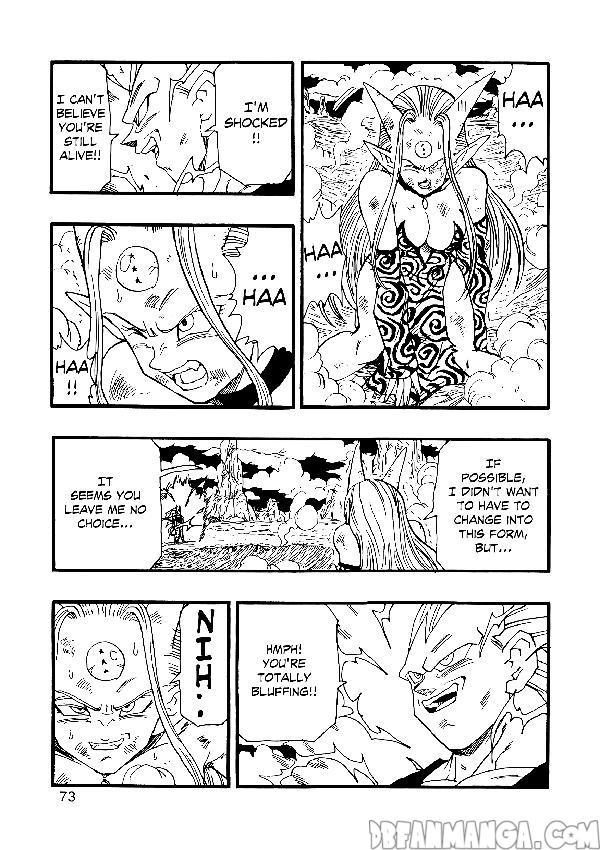 HAA
...
HAA
...
I'M
SHOCKED
!!
I CAN'T
BELIEVE
YOU'RE
STILL
ALIVE!!
...
HAA
HAA
!!
IF
POSSIBLE,
I DIDN'T WANT
TO HAVE TO
CHANGE INTO
THIS FORM,
BUT...
IT
SEEMS YOU
LEAVE ME NO
CHOICE...
HMPH!
YOU'RE
TOTALLY
BLUFFING!!
NIH..
73
DBFANMANGA.COM